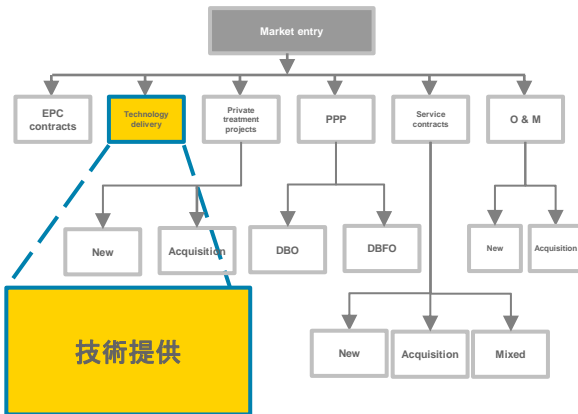 Market entry
EPC
contracts
Technology
delivery
Private
treatment
projects
PPP
Service
contracts
O & M
New
Acquisition
DBO
DBFO
New
Acquisition
技術提供
New
Acquisition
Mixed